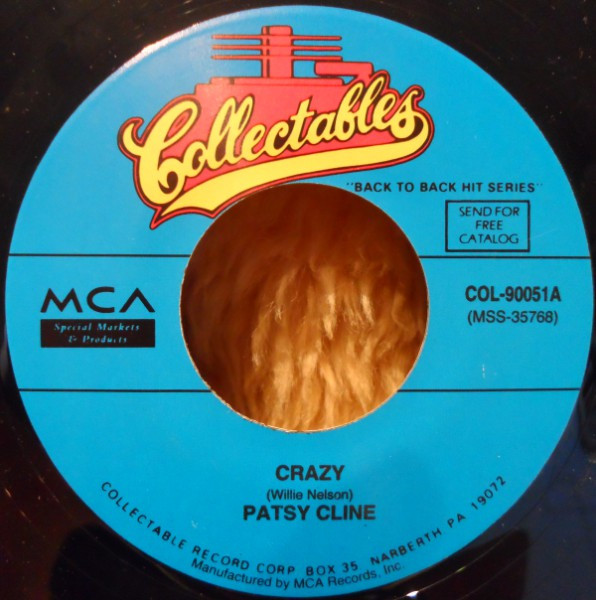 Collectables
"BACK TO BACK HIT SERIES"
SEND FOR
FREE
CATALOG
MCA
Special Markets
& Products
COL-90051A
(MSS-35768)
CRAZY
(Willie Nelson)
PATSY CLINE
COLLECTABLE RECORD CORP BOX 35, NARBERTH PA 19072
Manufactured by MCA Records, Inc.